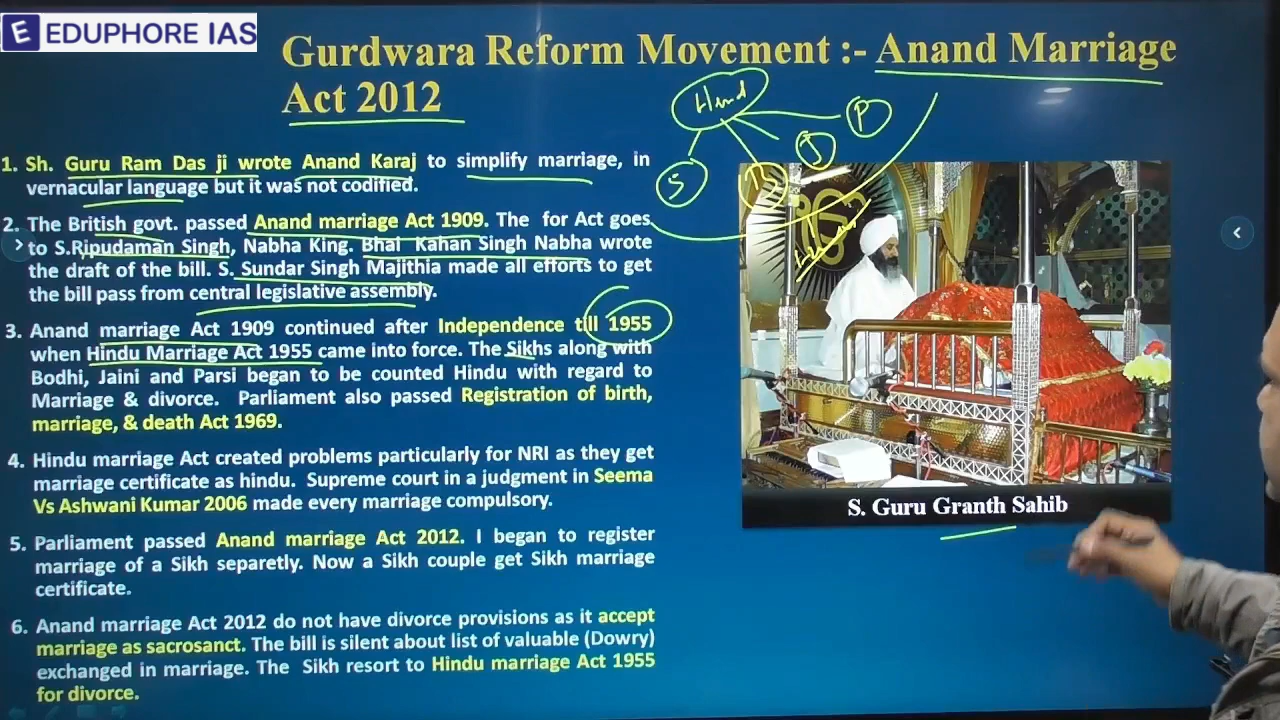 EDUPHORE IAS
Gurdwara Reform Movement :- Anand Marriage
Act 2012
Hind
P
J
B
S
1. Sh. Guru Ram Das ji wrote Anand Karaj to simplify marriage, in
vernacular language but it was not codified.
2. The British govt. passed Anand marriage Act 1909. The for Act goes
to S.Ripudaman Singh, Nabha King. Bhai Kahan Singh Nabha wrote
the draft of the bill. S. Sundar Singh Majithia made all efforts to get
the bill pass from central legislative assembly.
3. Anand marriage Act 1909 continued after Independence till 1955
when Hindu Marriage Act 1955 came into force. The Sikhs along with
Bodhi, Jaini and Parsi began to be counted Hindu with regard to
Marriage & divorce. Parliament also passed Registration of birth,
marriage, & death Act 1969.
4. Hindu marriage Act created problems particularly for NRI as they get
marriage certificate as hindu. Supreme court in a judgment in Seema
Vs Ashwani Kumar 2006 made every marriage compulsory.
5. Parliament passed Anand marriage Act 2012. I began to register
marriage of a Sikh separetly. Now a Sikh couple get Sikh marriage
certificate.
6. Anand marriage Act 2012 do not have divorce provisions as it accept
marriage as sacrosanct. The bill is silent about list of valuable (Dowry)
exchanged in marriage. The Sikh resort to Hindu marriage Act 1955
for divorce.
S. Guru Granth Sahib